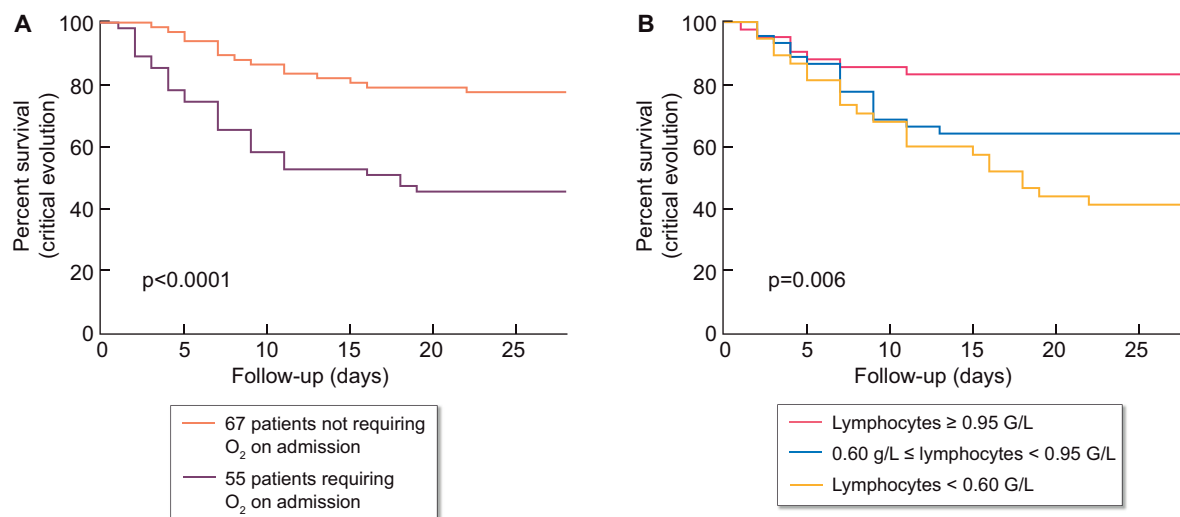 A
Percent survival
(critical evolution)
100
80
60
40
20
0
p<0.0001
0 5 10 15 20 25
Follow-up (days)
67 patients not requiring
O₂ on admission
55 patients requiring
O₂ on admission
B
Percent survival
(critical evolution)
100
80
60
40
20
0
p=0.006
0 5 10 15 20 25
Follow-up (days)
Lymphocytes ≥ 0.95 G/L
0.60 g/L ≤ lymphocytes < 0.95 G/L
Lymphocytes < 0.60 G/L